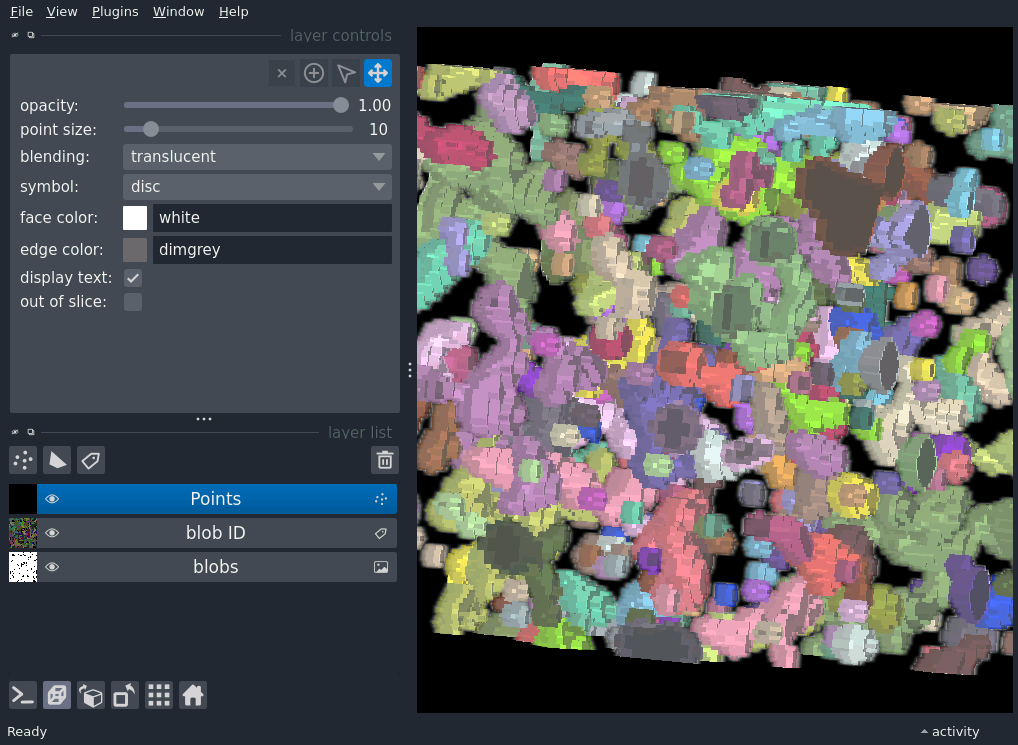 File View Plugins Window Help
layer controls
opacity: 1.00
point size: 10
blending: translucent
symbol: disc
face color: white
edge color: dimgrey
display text:
out of slice:
layer list
Points
blob ID
blobs
Ready
activity